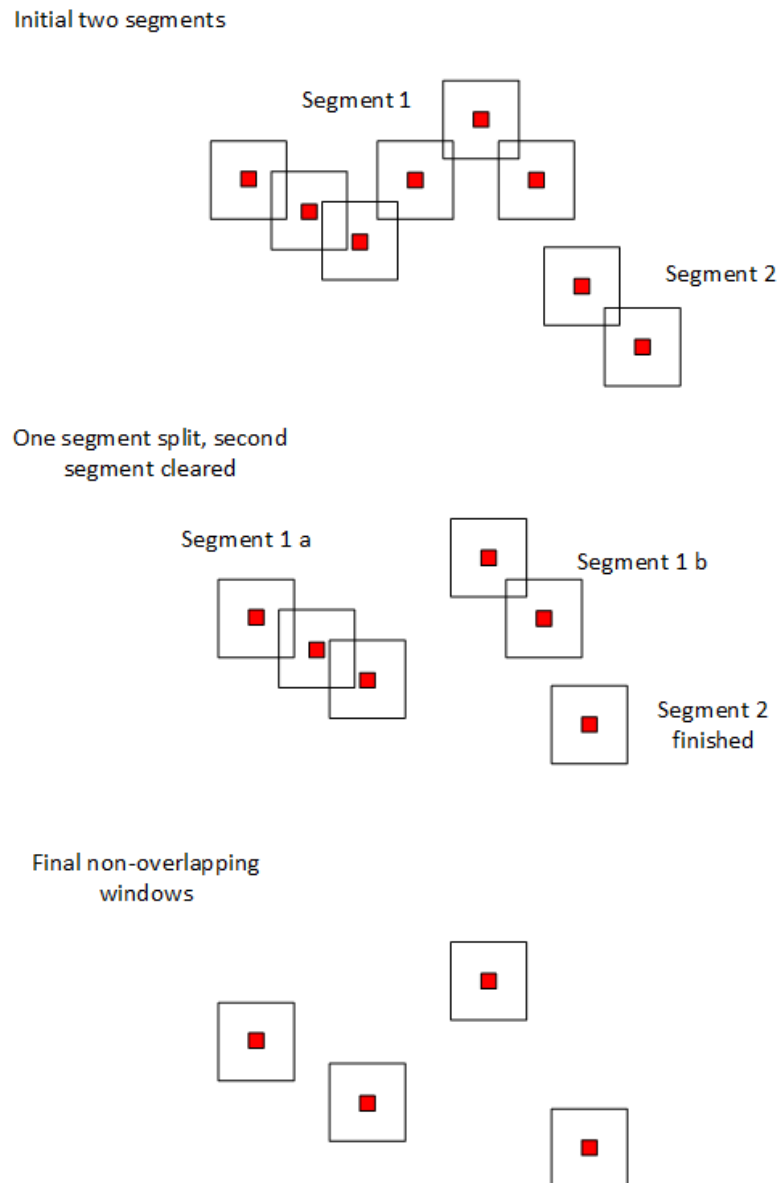 Initial two segments
Segment 1
Segment 2
One segment split, second
segment cleared
Segment 1 a
Segment 1 b
Segment 2
finished
Final non-overlapping
windows